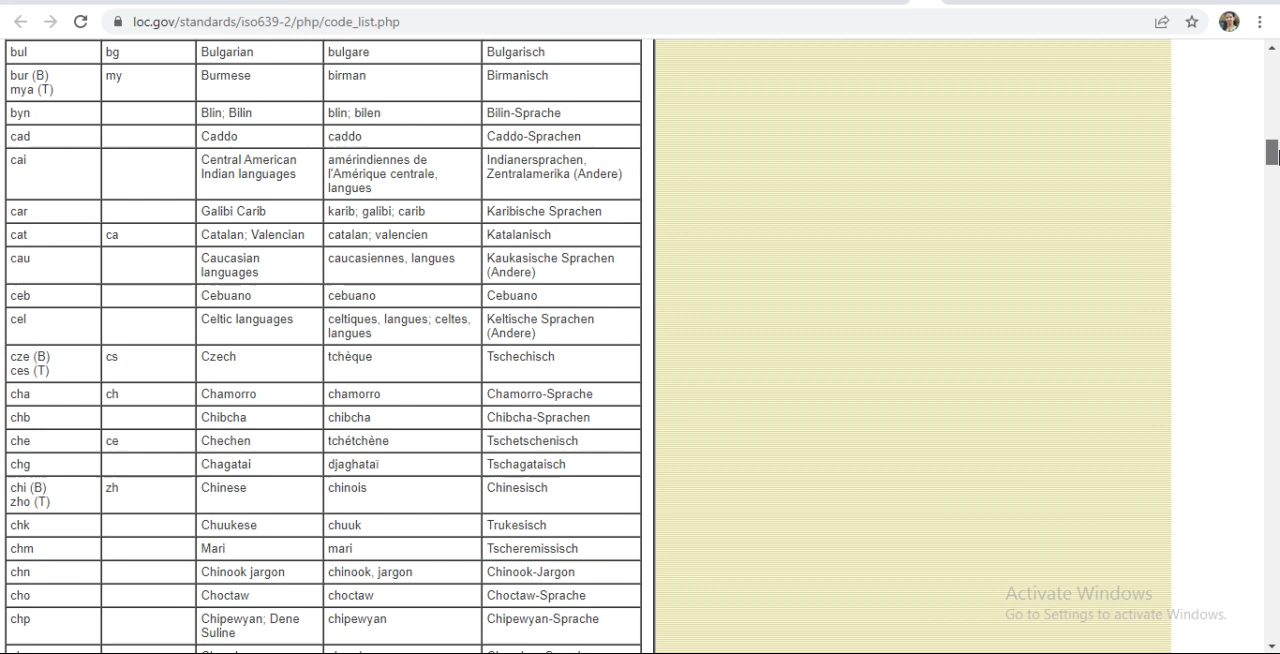 loc.gov/standards/iso639-2/php/code_list.php
bul bg Bulgarian bulgare Bulgarisch
bur (B) my Burmese birman Birmanisch
mya (T)
byn Blin; Bilin blin; bilen Bilin-Sprache
cad Caddo caddo Caddo-Sprachen
cai Central American amérindiennes de Indianersprachen,
Indian languages l'Amérique centrale, Zentralamerika (Andere)
langues
car Galibi Carib karib; galibi; carib Karibische Sprachen
cat ca Catalan; Valencian catalan; valencien Katalanisch
cau Caucasian caucasiennes, langues Kaukasische Sprachen
languages (Andere)
ceb Cebuano cebuano Cebuano
cel Celtic languages celtiques, langues; celtes, Keltische Sprachen
langues (Andere)
cze (B) cs Czech tchèque Tschechisch
ces (T)
cha ch Chamorro chamorro Chamorro-Sprache
chb Chibcha chibcha Chibcha-Sprachen
che ce Chechen tchétchène Tschetschenisch
chg Chagatai djaghataï Tschagataisch
chi (B) zh Chinese chinois Chinesisch
zho (T)
chk Chuukese chuuk Trukesisch
chm Mari mari Tscheremissisch
chn Chinook jargon chinook, jargon Chinook-Jargon
cho Choctaw choctaw Choctaw-Sprache
chp Chipewyan; Dene chipewyan Chipewyan-Sprache
Suline
Activate Windows
Go to Settings to activate Windows.